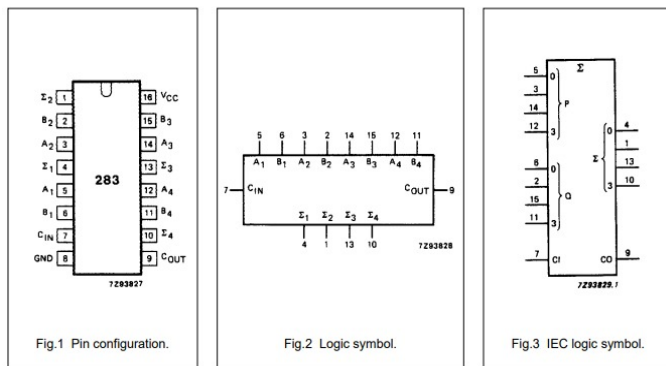 Σ2 1
B2 2
A2 3
Σ1 4
A1 5
B1 6
CIN 7
GND 8
283
16 VCC
15 B3
14 A3
13 Σ3
12 A4
11 B4
10 Σ4
9 COUT
7Z93827
Fig.1 Pin configuration.
5 6 3 2 14 15 12 11
A1 B1 A2 B2 A3 B3 A4 B4
7 CIN COUT 9
Σ1 Σ2 Σ3 Σ4
4 1 13 10
7Z93828
Fig.2 Logic symbol.
Σ
5 0
3
14
12 3
P
6 0
2
15
11 3
Q
7 CI
0 4
1
13
3 10
Σ
CO 9
7Z93829.1
Fig.3 IEC logic symbol.